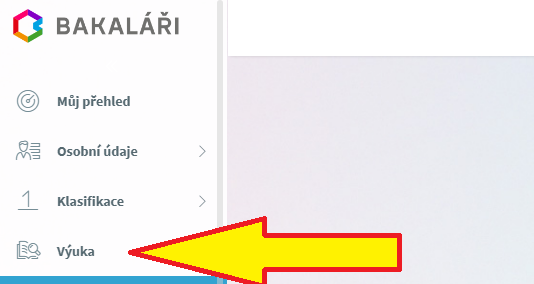 BAKALÁŘI
Můj přehled
Osobní údaje
1 Klasifikace
Výuka